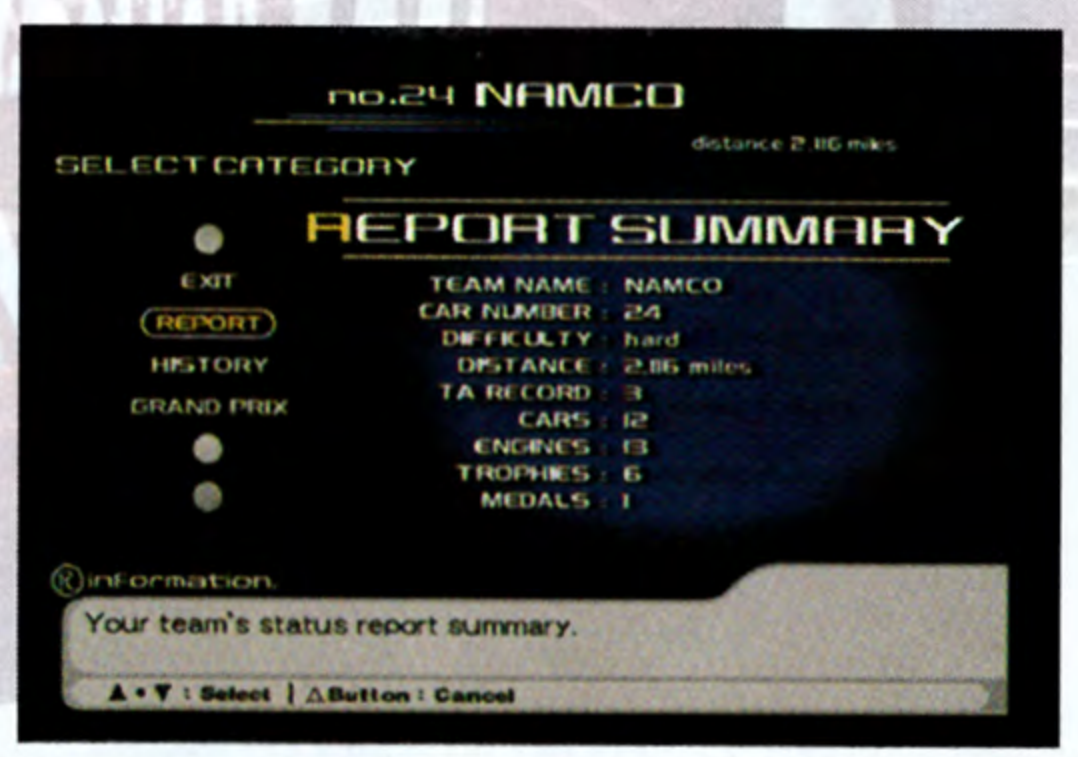 no.24 NAMCO
distance 2.116 miles
SELECT CATEGORY
REPORT SUMMARY
EXIT
REPORT
HISTORY
GRAND PRIX
TEAM NAME : NAMCO
CAR NUMBER : 24
DIFFICULTY : hard
DISTANCE : 2.116 miles
TA RECORD : 3
CARS : 12
ENGINES : 13
TROPHIES : 6
MEDALS : 1
R information.
Your team's status report summary.
▲•▼ : Select | △Button : Cancel